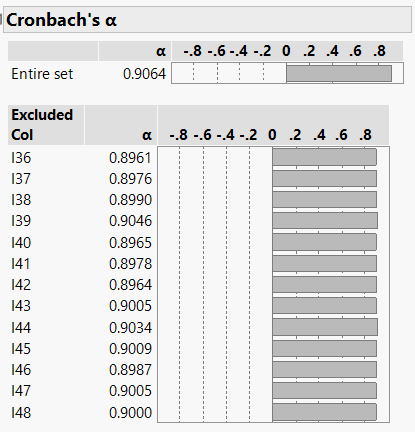 Cronbach's α
α -.8 -.6 -.4 -.2 0 .2 .4 .6 .8
Entire set 0.9064
Excluded
Col α -.8 -.6 -.4 -.2 0 .2 .4 .6 .8
I36 0.8961
I37 0.8976
I38 0.8990
I39 0.9046
I40 0.8965
I41 0.8978
I42 0.8964
I43 0.9005
I44 0.9034
I45 0.9009
I46 0.8987
I47 0.9005
I48 0.9000